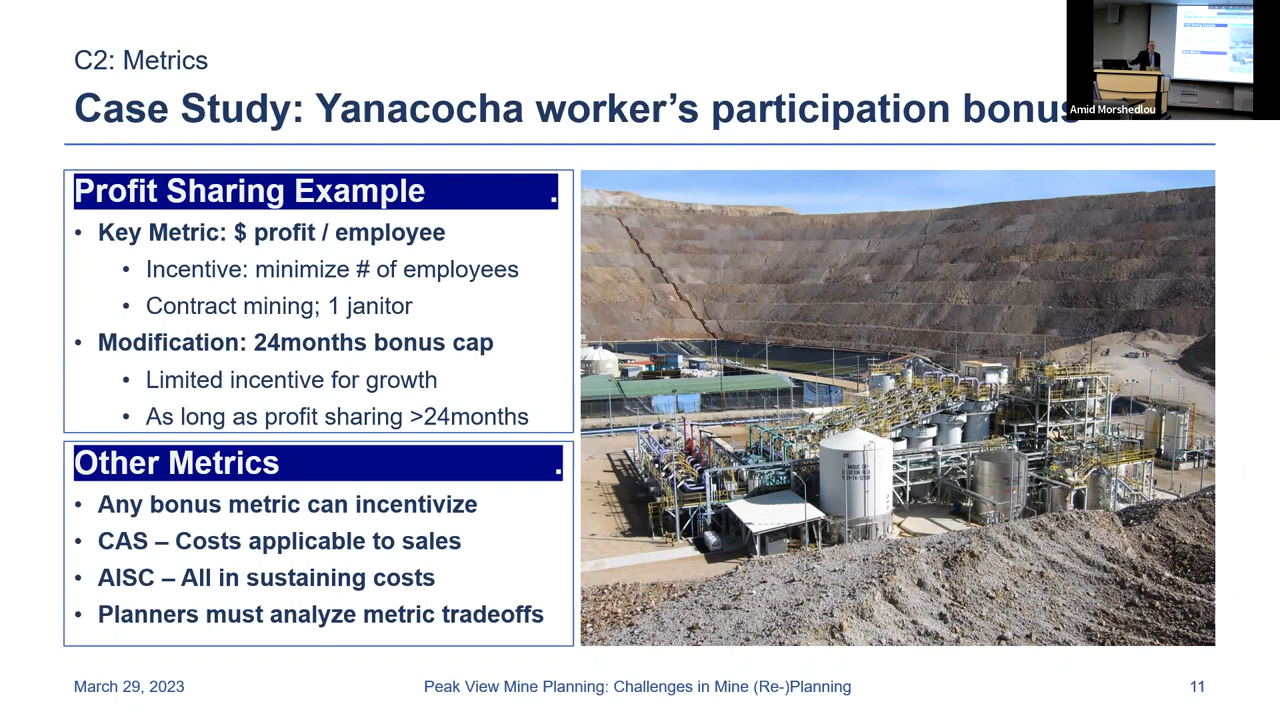 C2: Metrics
Case Study: Yanacocha worker's participation bonus
Amid Morshedlou
Profit Sharing Example .
• Key Metric: $ profit / employee
• Incentive: minimize # of employees
• Contract mining; 1 janitor
• Modification: 24months bonus cap
• Limited incentive for growth
• As long as profit sharing >24months
Other Metrics .
• Any bonus metric can incentivize
• CAS – Costs applicable to sales
• AISC – All in sustaining costs
• Planners must analyze metric tradeoffs
March 29, 2023
Peak View Mine Planning: Challenges in Mine (Re-)Planning
11